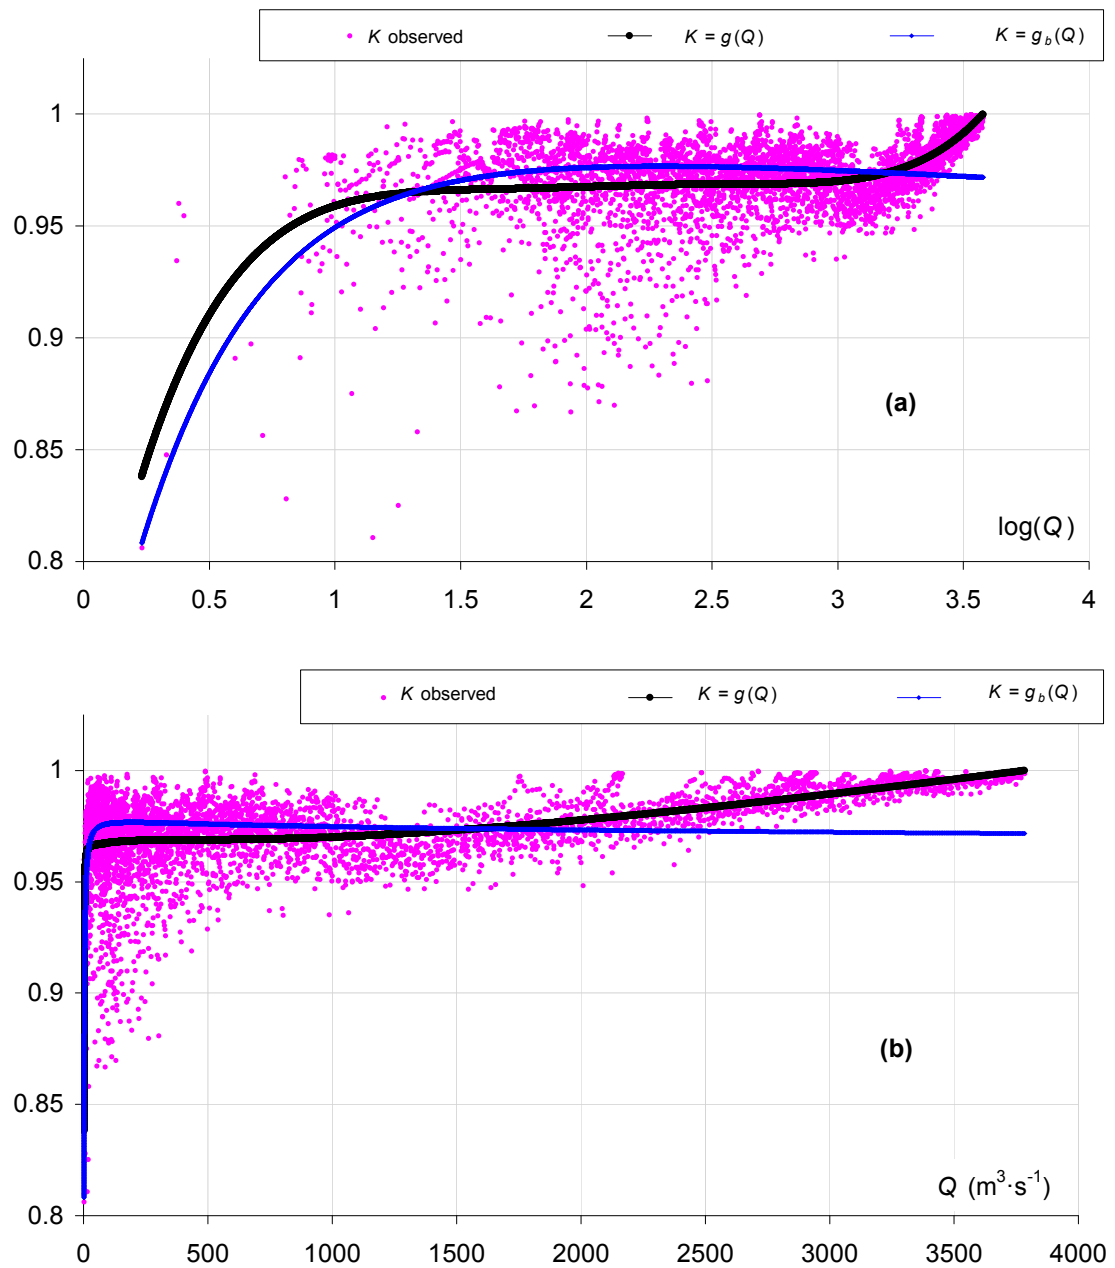 K observed K = g(Q) K = g_b(Q)
1
0.95
0.9
(a)
0.85
log(Q)
0.8
0 0.5 1 1.5 2 2.5 3 3.5 4
K observed K = g(Q) K = g_b(Q)
1
0.95
0.9
(b)
0.85
Q (m³·s⁻¹)
0.8
0 500 1000 1500 2000 2500 3000 3500 4000